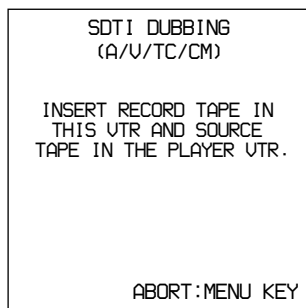 SDTI DUBBING
(A/V/TC/CM)
INSERT RECORD TAPE IN
THIS VTR AND SOURCE
TAPE IN THE PLAYER VTR.
ABORT:MENU KEY